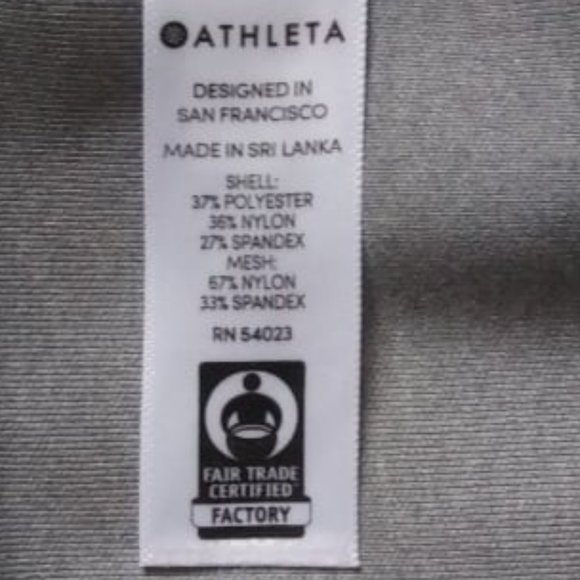 ATHLETA
DESIGNED IN
SAN FRANCISCO
MADE IN SRI LANKA
SHELL:
37% POLYESTER
36% NYLON
27% SPANDEX
MESH:
67% NYLON
33% SPANDEX
RN 54023
FAIR TRADE
CERTIFIED
FACTORY